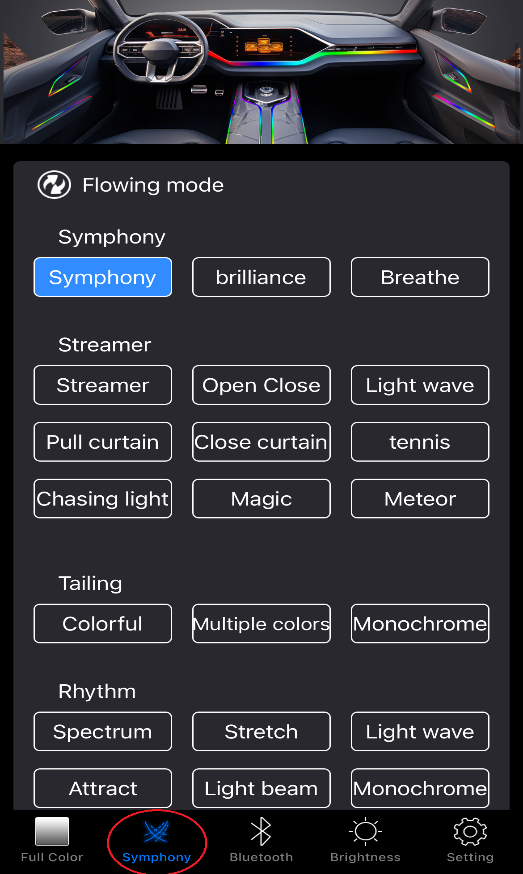 Flowing mode
Symphony
Symphony brilliance Breathe
Streamer
Streamer Open Close Light wave
Pull curtain Close curtain tennis
Chasing light Magic Meteor
Tailing
Colorful Multiple colors Monochrome
Rhythm
Spectrum Stretch Light wave
Attract Light beam Monochrome
Full Color Symphony Bluetooth Brightness Setting